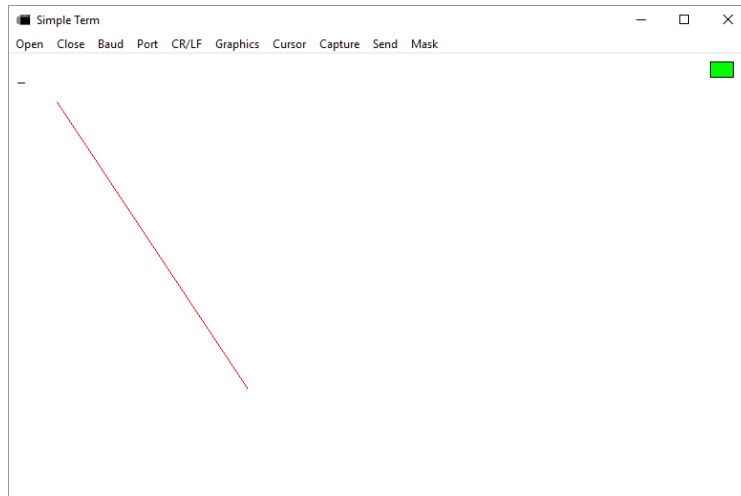 Simple Term
Open Close Baud Port CR/LF Graphics Cursor Capture Send Mask